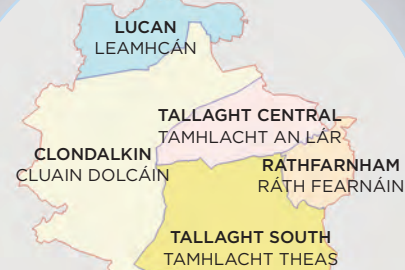 LUCAN
LEAMHCÁN
TALLAGHT CENTRAL
TAMHLACHT AN LÁR
CLONDALKIN
CLUAIN DOLCÁIN
RATHFARNHAM
RÁTH FEARNÁIN
TALLAGHT SOUTH
TAMHLACHT THEAS